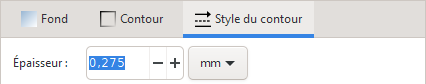 Fond Contour Style du contour
Épaisseur : 0,275 mm